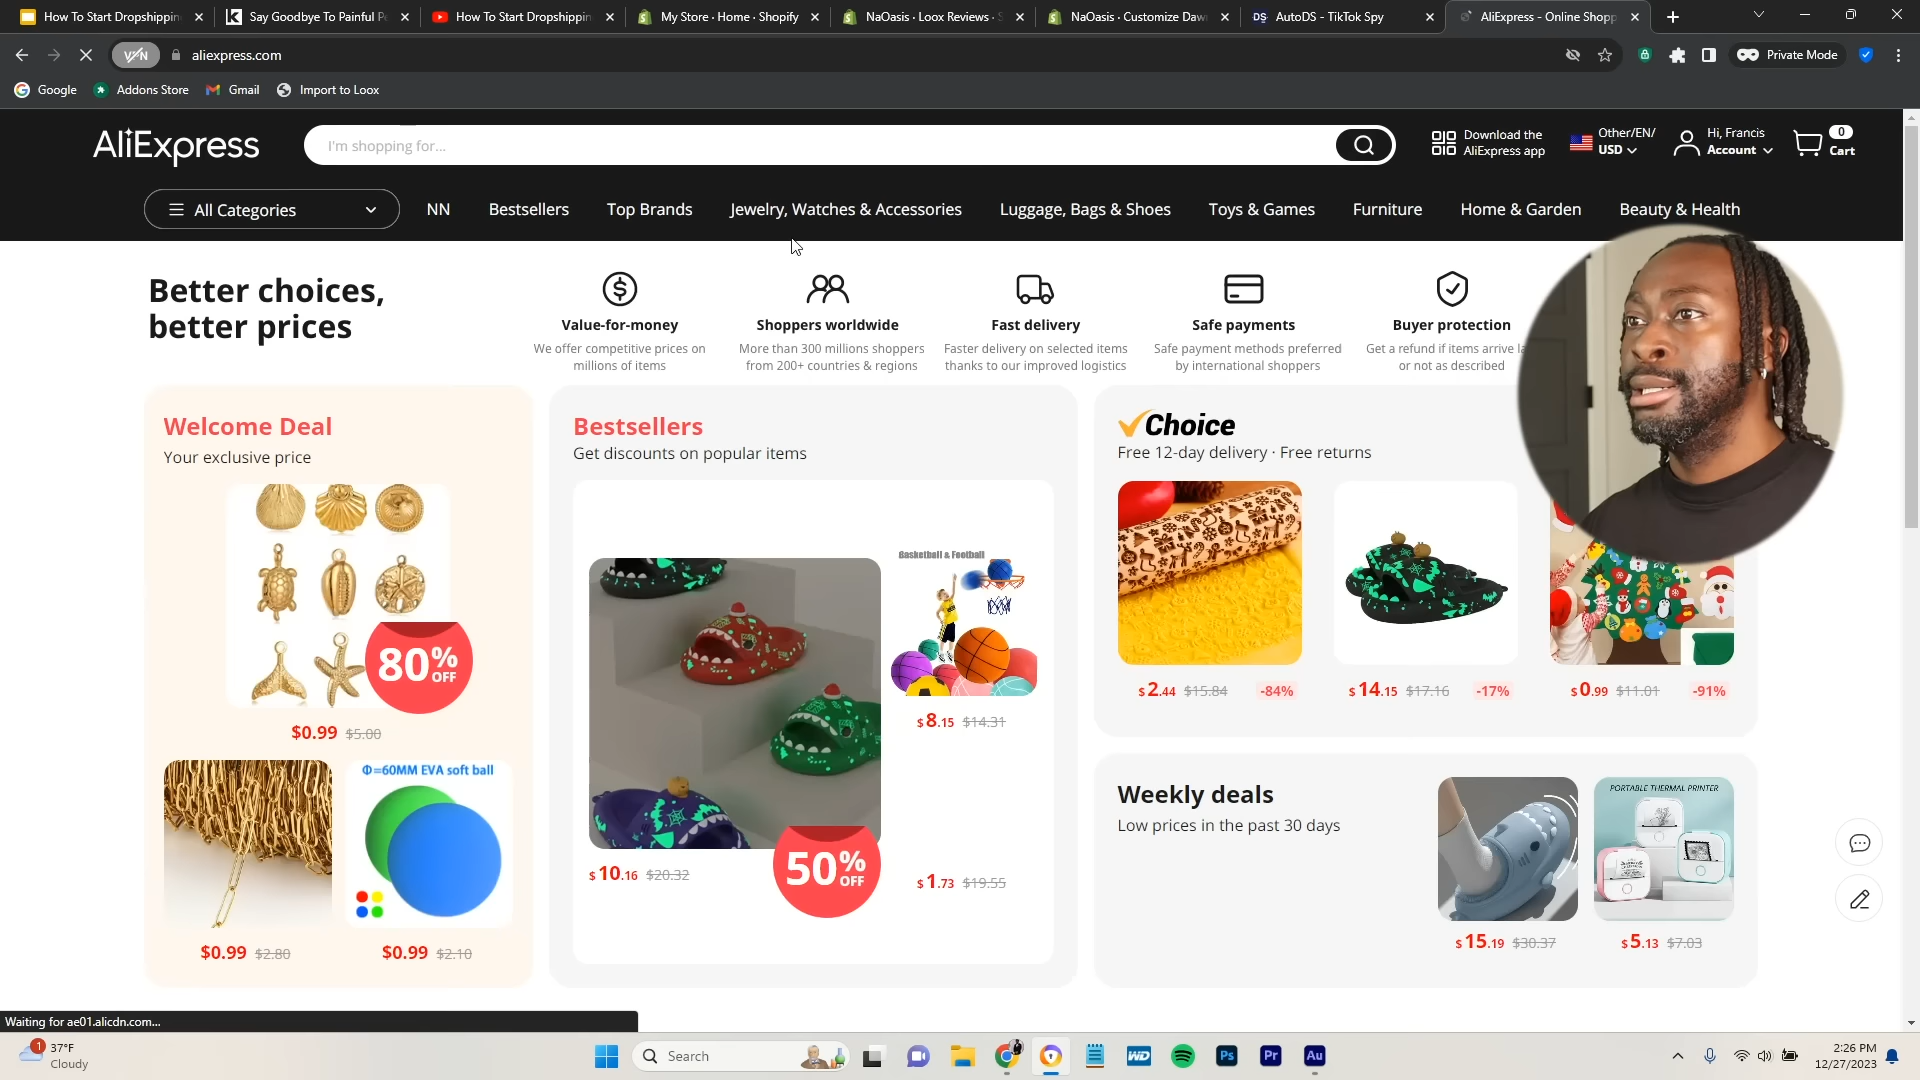 How To Start Dropshippin
Say Goodbye To Painful P
How To Start Dropshippin
My Store · Home · Shopify
NaOasis · Loox Reviews · S
NaOasis · Customize Daw
DS
AutoDS - TikTok Spy
AliExpress - Online Shopp
VPN
aliexpress.com
Private Mode
Google
Addons Store
Gmail
Import to Loox
AliExpress
I'm shopping for...
Download the
AliExpress app
Other/EN/
USD
Hi, Francis
Account
0
Cart
All Categories
NN
Bestsellers
Top Brands
Jewelry, Watches & Accessories
Luggage, Bags & Shoes
Toys & Games
Furniture
Home & Garden
Beauty & Health
Better choices,
better prices
Value-for-money
We offer competitive prices on
millions of items
Shoppers worldwide
More than 300 millions shoppers
from 200+ countries & regions
Fast delivery
Faster delivery on selected items
thanks to our improved logistics
Safe payments
Safe payment methods preferred
by international shoppers
Buyer protection
Get a refund if items arrive la
or not as described
Welcome Deal
Your exclusive price
80% OFF
$0.99 $5.00
Φ=60MM EVA soft ball
$0.99 $2.80
$0.99 $2.10
Bestsellers
Get discounts on popular items
Basketball & Football
$8.15 $14.31
50% OFF
$10.16 $20.32
$1.73 $19.55
Choice
Free 12-day delivery · Free returns
$2.44 $15.84 -84%
$14.15 $17.16 -17%
$0.99 $11.01 -91%
Weekly deals
Low prices in the past 30 days
PORTABLE THERMAL PRINTER
$15.19 $30.37
$5.13 $7.03
Waiting for ae01.alicdn.com...
1
37°F
Cloudy
Search
WD
Ps
Pr
Au
2:26 PM
12/27/2023